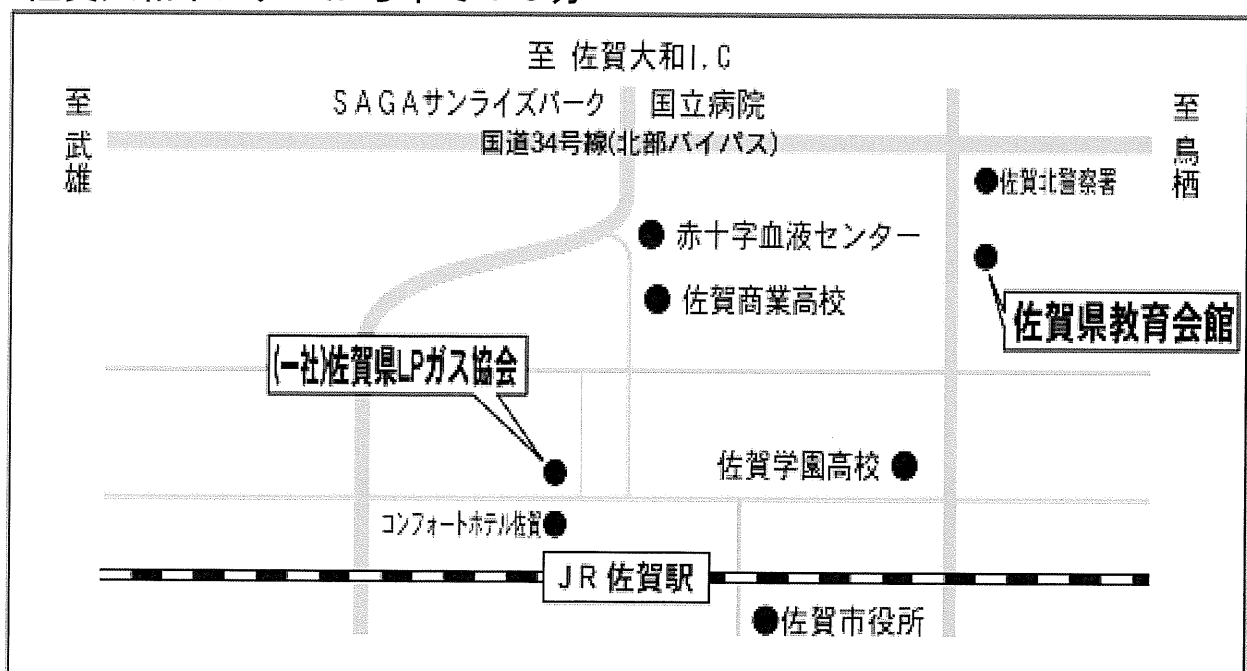 至 佐賀大和I,C
至 武雄
SAGAサンライズパーク
国立病院
至 鳥栖
国道34号線(北部バイパス)
佐賀北警察署
赤十字血液センター
佐賀商業高校
佐賀県教育会館
(一社)佐賀県LPガス協会
佐賀学園高校
コンフォートホテル佐賀
JR佐賀駅
佐賀市役所